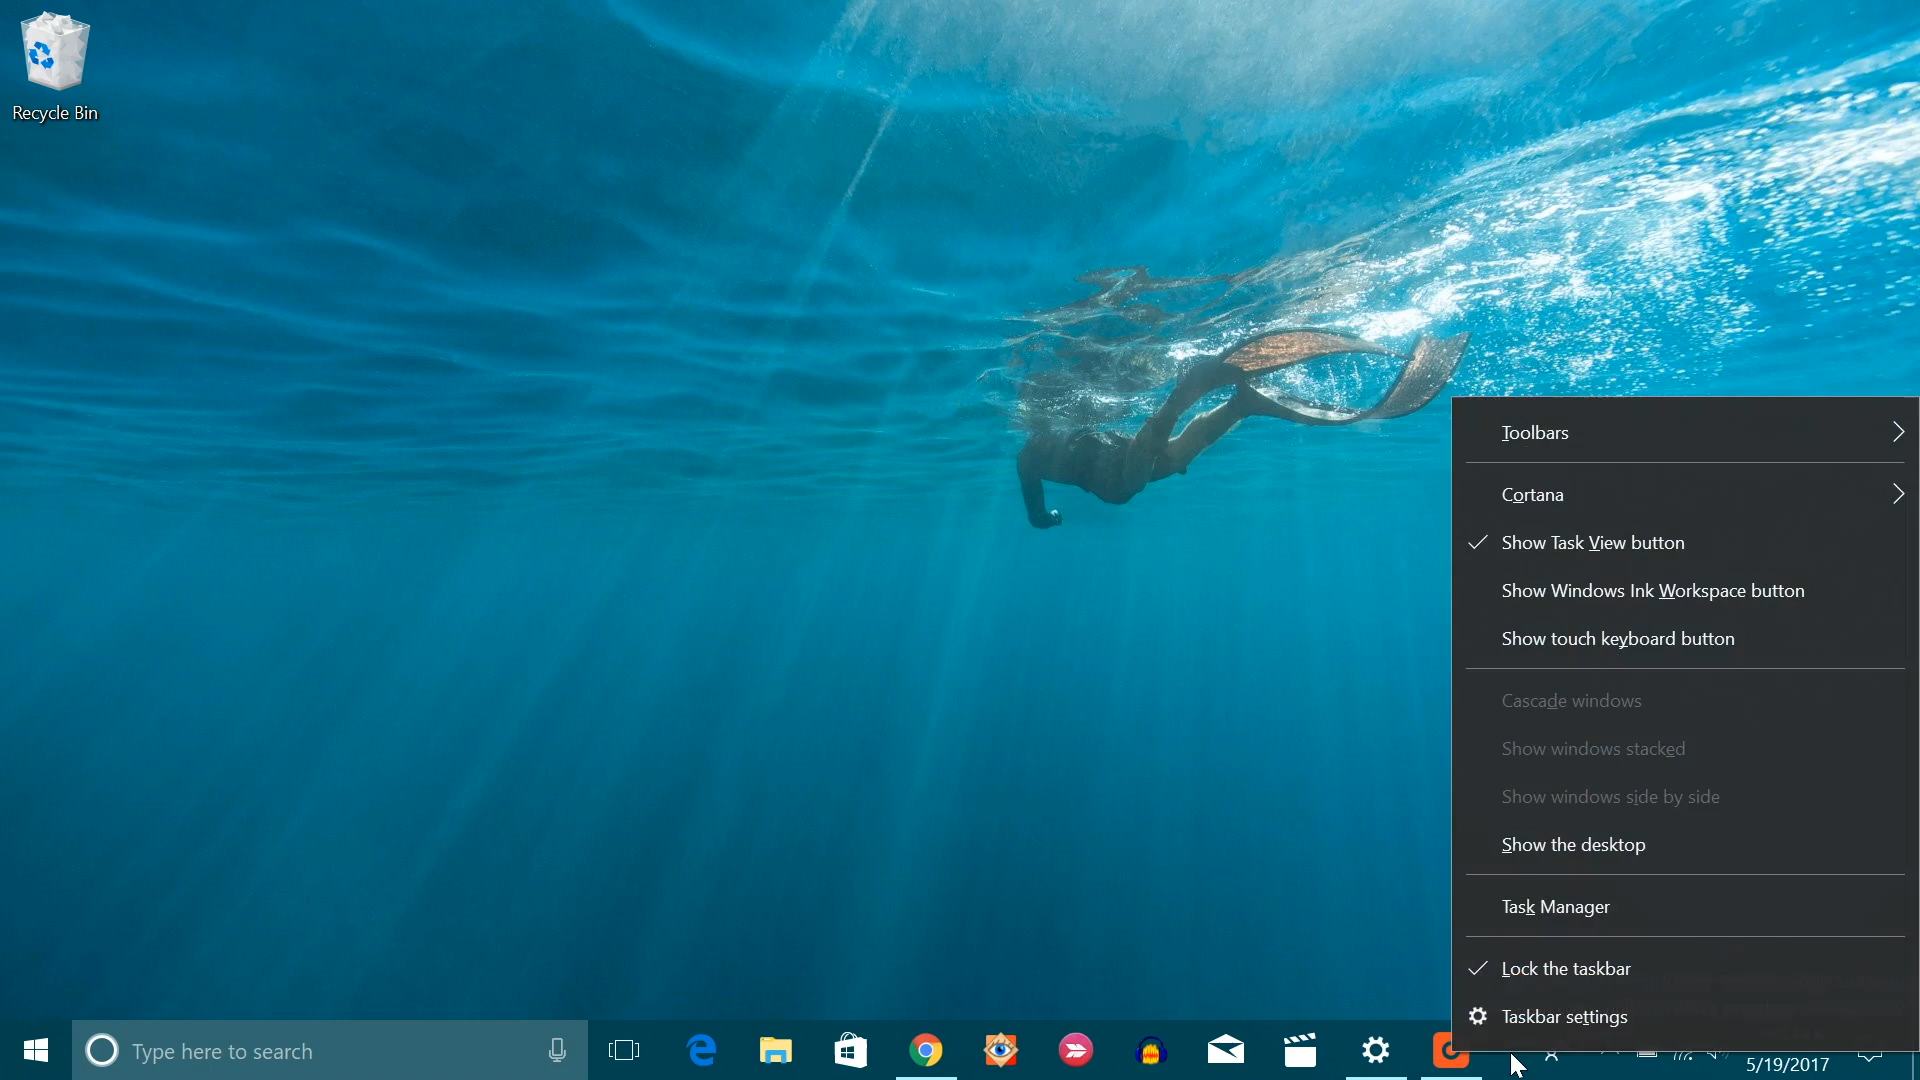 Recycle Bin
Toolbars
Cortana
Show Task View button
Show Windows Ink Workspace button
Show touch keyboard button
Cascade windows
Show windows stacked
Show windows side by side
Show the desktop
Task Manager
Lock the taskbar
Taskbar settings
Type here to search
5/19/2017